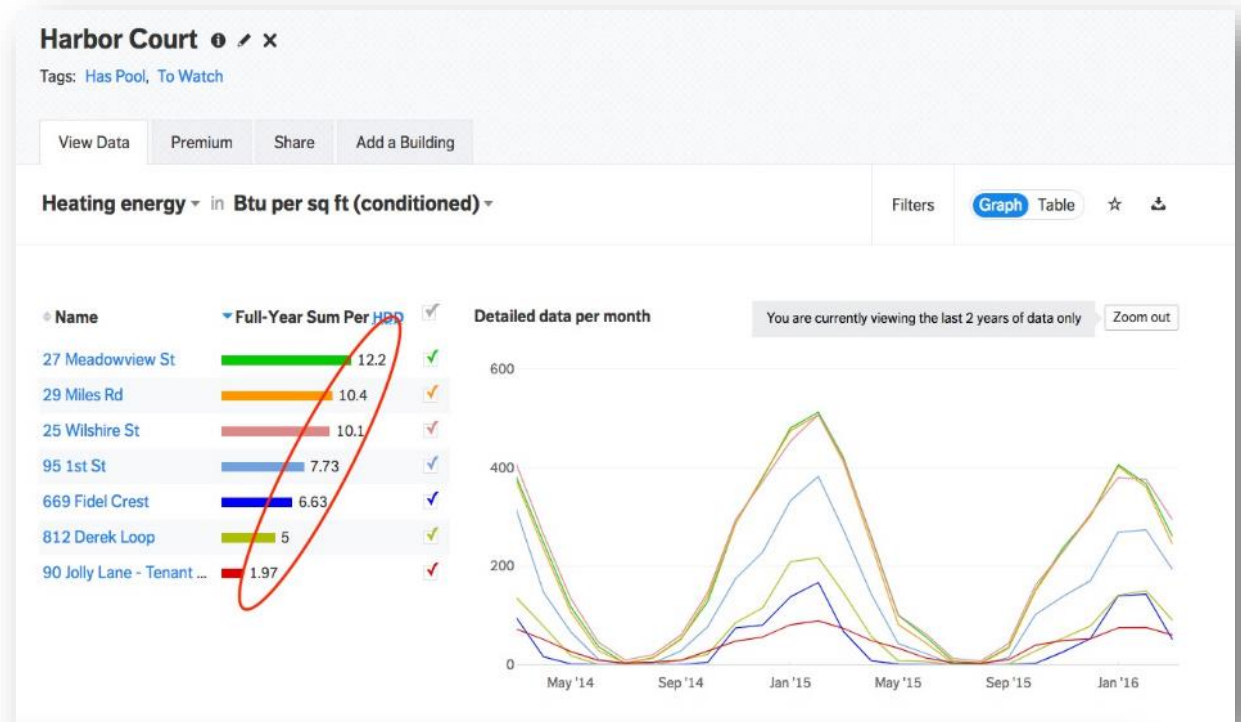 Harbor Court
Tags: Has Pool, To Watch
View Data Premium Share Add a Building
Heating energy in Btu per sq ft (conditioned)
Filters Graph Table
Name Full-Year Sum Per HDD
27 Meadowview St 12.2
29 Miles Rd 10.4
25 Wilshire St 10.1
95 1st St 7.73
669 Fidel Crest 6.63
812 Derek Loop 5
90 Jolly Lane - Tenant ... 1.97
Detailed data per month
You are currently viewing the last 2 years of data only Zoom out
600
400
200
0
May '14 Sep '14 Jan '15 May '15 Sep '15 Jan '16